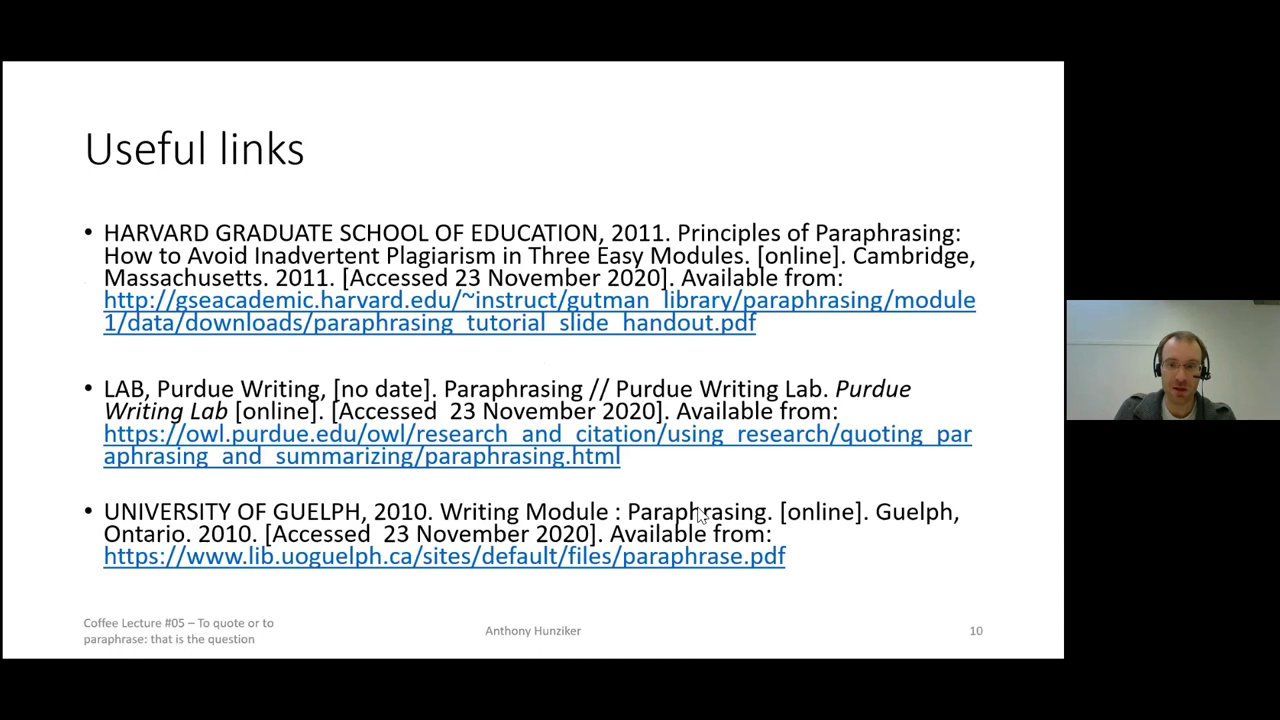 Useful links
• HARVARD GRADUATE SCHOOL OF EDUCATION, 2011. Principles of Paraphrasing:
How to Avoid Inadvertent Plagiarism in Three Easy Modules. [online]. Cambridge,
Massachusetts. 2011. [Accessed 23 November 2020]. Available from:
http://gseacademic.harvard.edu/~instruct/gutman_library/paraphrasing/module
1/data/downloads/paraphrasing_tutorial_slide_handout.pdf
• LAB, Purdue Writing, [no date]. Paraphrasing // Purdue Writing Lab. Purdue
Writing Lab [online]. [Accessed  23 November 2020]. Available from:
https://owl.purdue.edu/owl/research_and_citation/using_research/quoting_par
aphrasing_and_summarizing/paraphrasing.html
• UNIVERSITY OF GUELPH, 2010. Writing Module : Paraphrasing. [online]. Guelph,
Ontario. 2010. [Accessed  23 November 2020]. Available from:
https://www.lib.uoguelph.ca/sites/default/files/paraphrase.pdf
Coffee Lecture #05 – To quote or to
paraphrase: that is the question
Anthony Hunziker
10